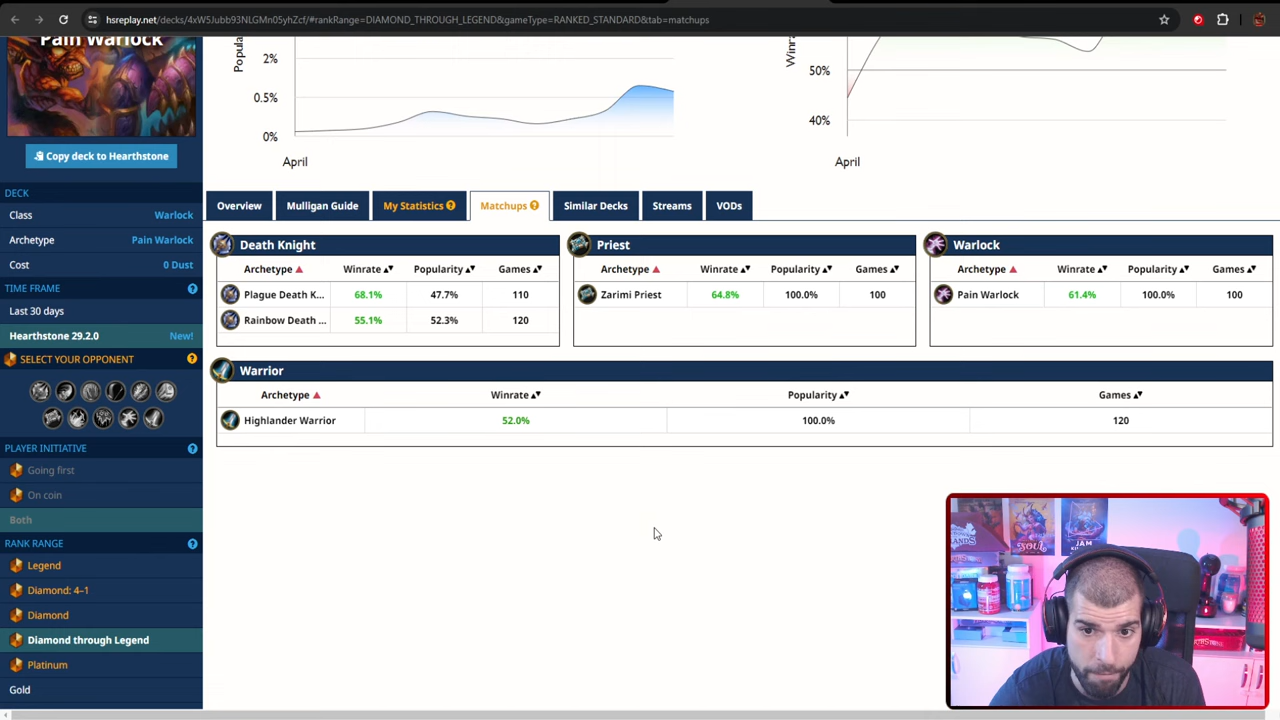 hsreplay.net/decks/4xW5Jubb93NLGMn05yhZcf/#rankRange=DIAMOND_THROUGH_LEGEND&gameType=RANKED_STANDARD&tab=matchups
Pain Warlock
Copy deck to Hearthstone
DECK
Class Warlock
Archetype Pain Warlock
Cost 0 Dust
TIME FRAME
Last 30 days
Hearthstone 29.2.0 New!
SELECT YOUR OPPONENT
PLAYER INITIATIVE
Going first
On coin
Both
RANK RANGE
Legend
Diamond: 4–1
Diamond
Diamond through Legend
Platinum
Gold
2%
0.5%
0%
April
50%
40%
April
Overview Mulligan Guide My Statistics Matchups Similar Decks Streams VODs
Death Knight
Archetype Winrate Popularity Games
Plague Death K... 68.1% 47.7% 110
Rainbow Death ... 55.1% 52.3% 120
Priest
Archetype Winrate Popularity Games
Zarimi Priest 64.8% 100.0% 100
Warlock
Archetype Winrate Popularity Games
Pain Warlock 61.4% 100.0% 100
Warrior
Archetype Winrate Popularity Games
Highlander Warrior 52.0% 100.0% 120